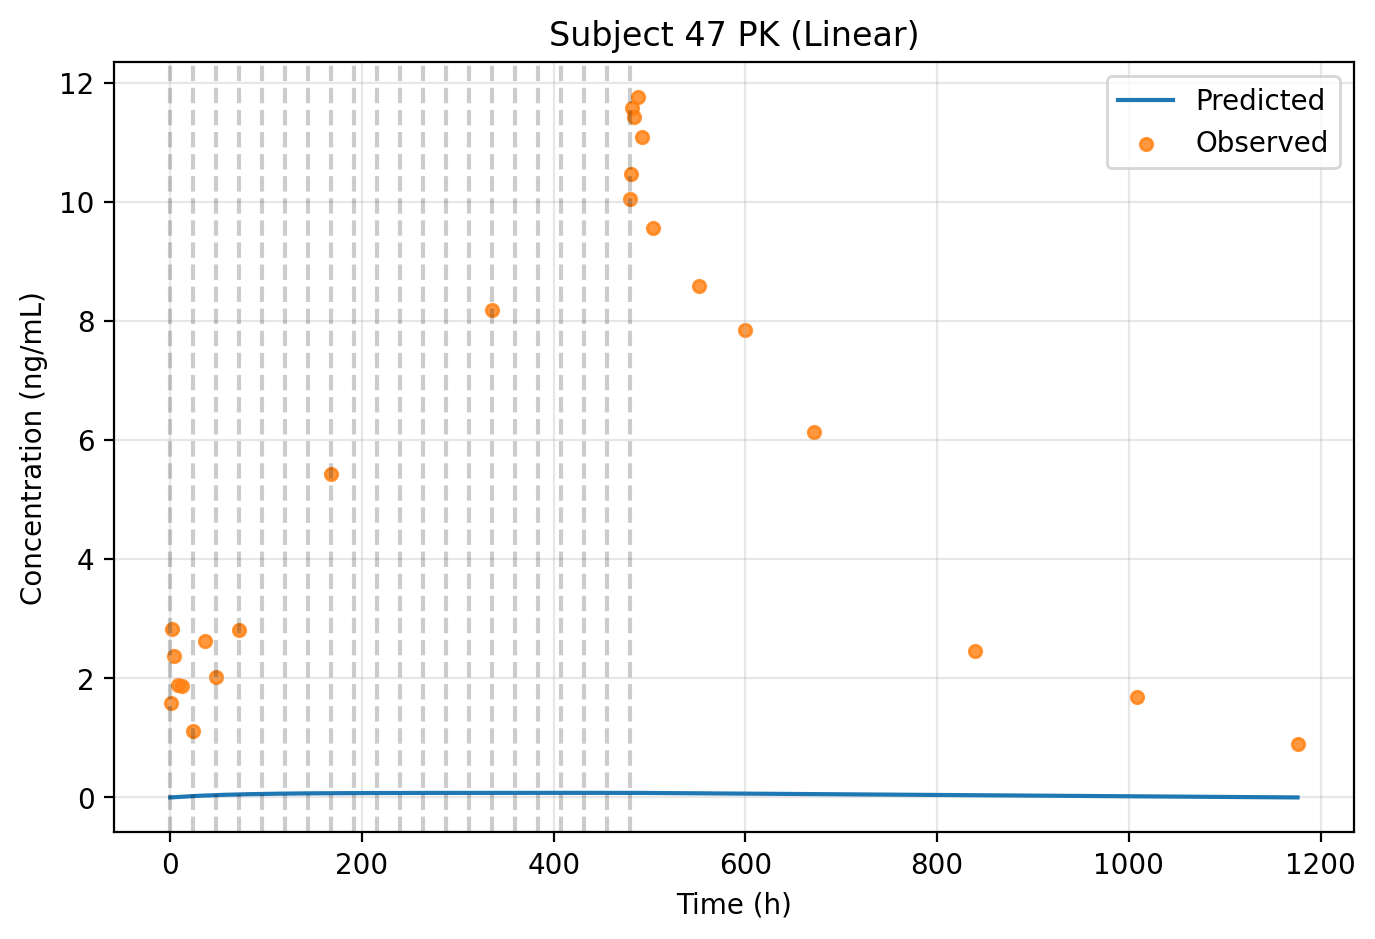 Subject 47 PK (Linear)
Predicted
Observed
Concentration (ng/mL)
12
10
8
6
4
2
0
0 200 400 600 800 1000 1200
Time (h)